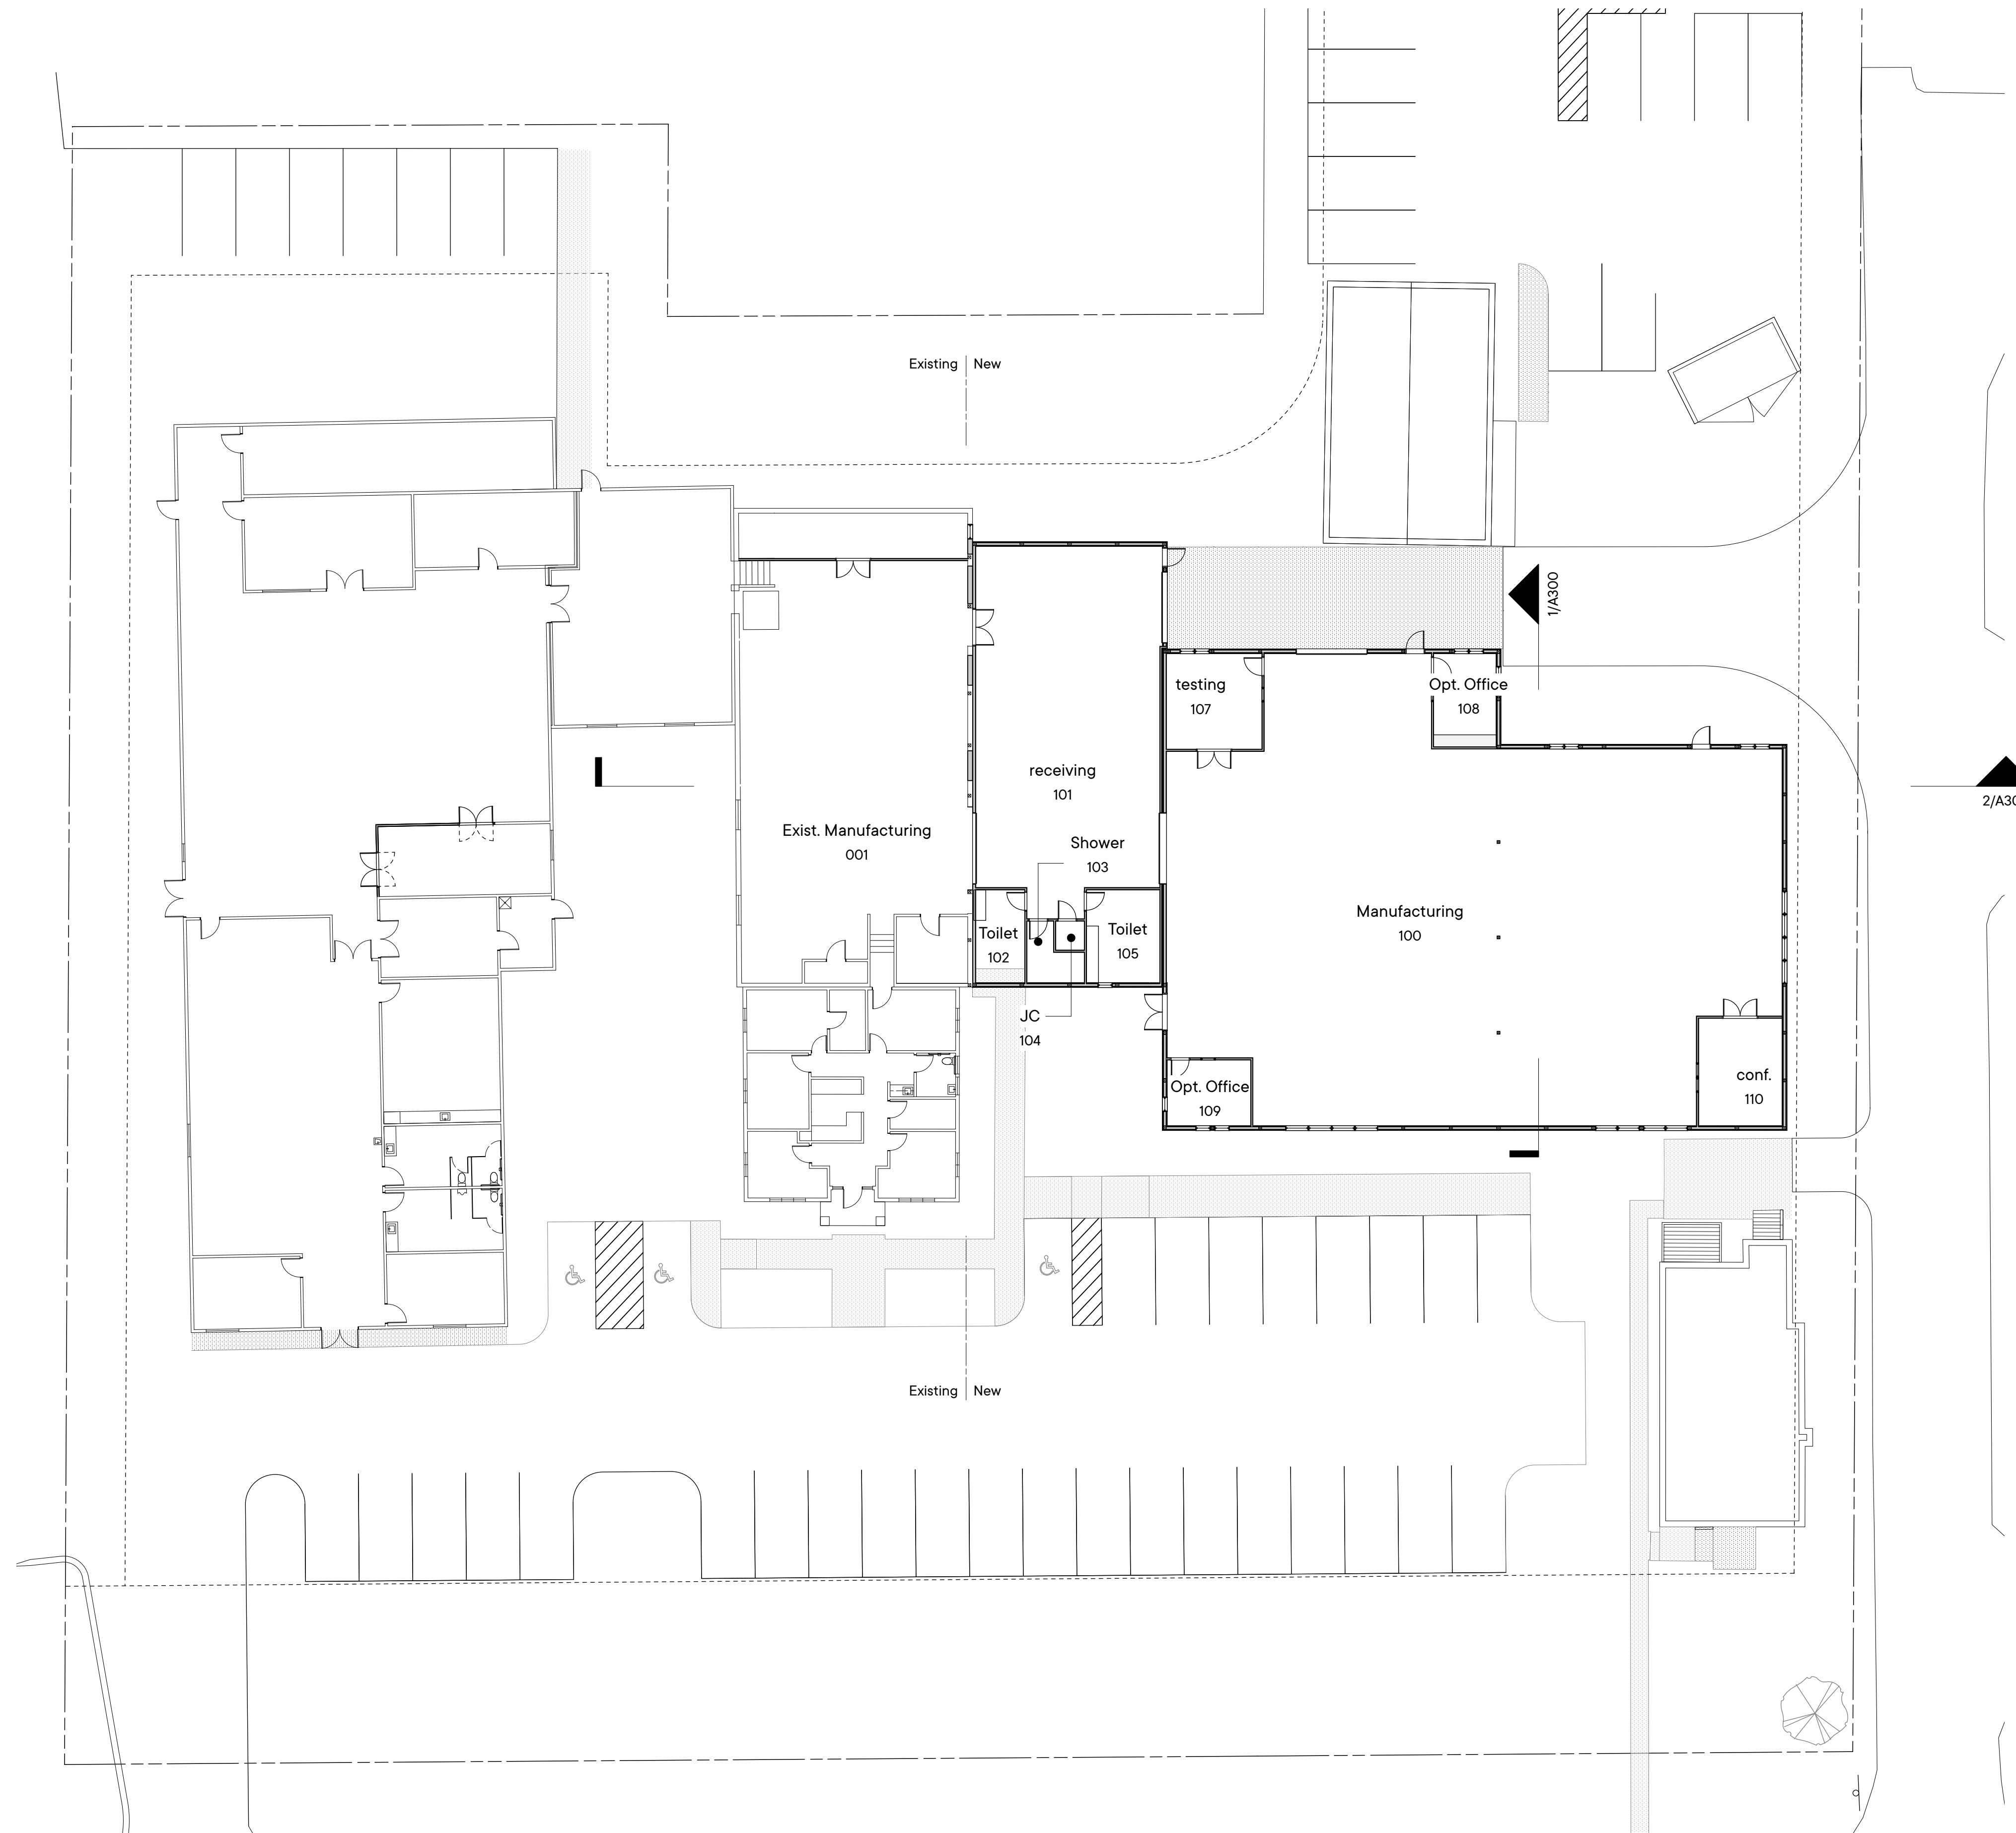 Existing New
1/A300
testing
107
Opt. Office
108
receiving
101
2/A30
Exist. Manufacturing
001
Shower
103
Manufacturing
100
Toilet
102
Toilet
105
JC
104
Opt. Office
109
conf.
110
Existing New